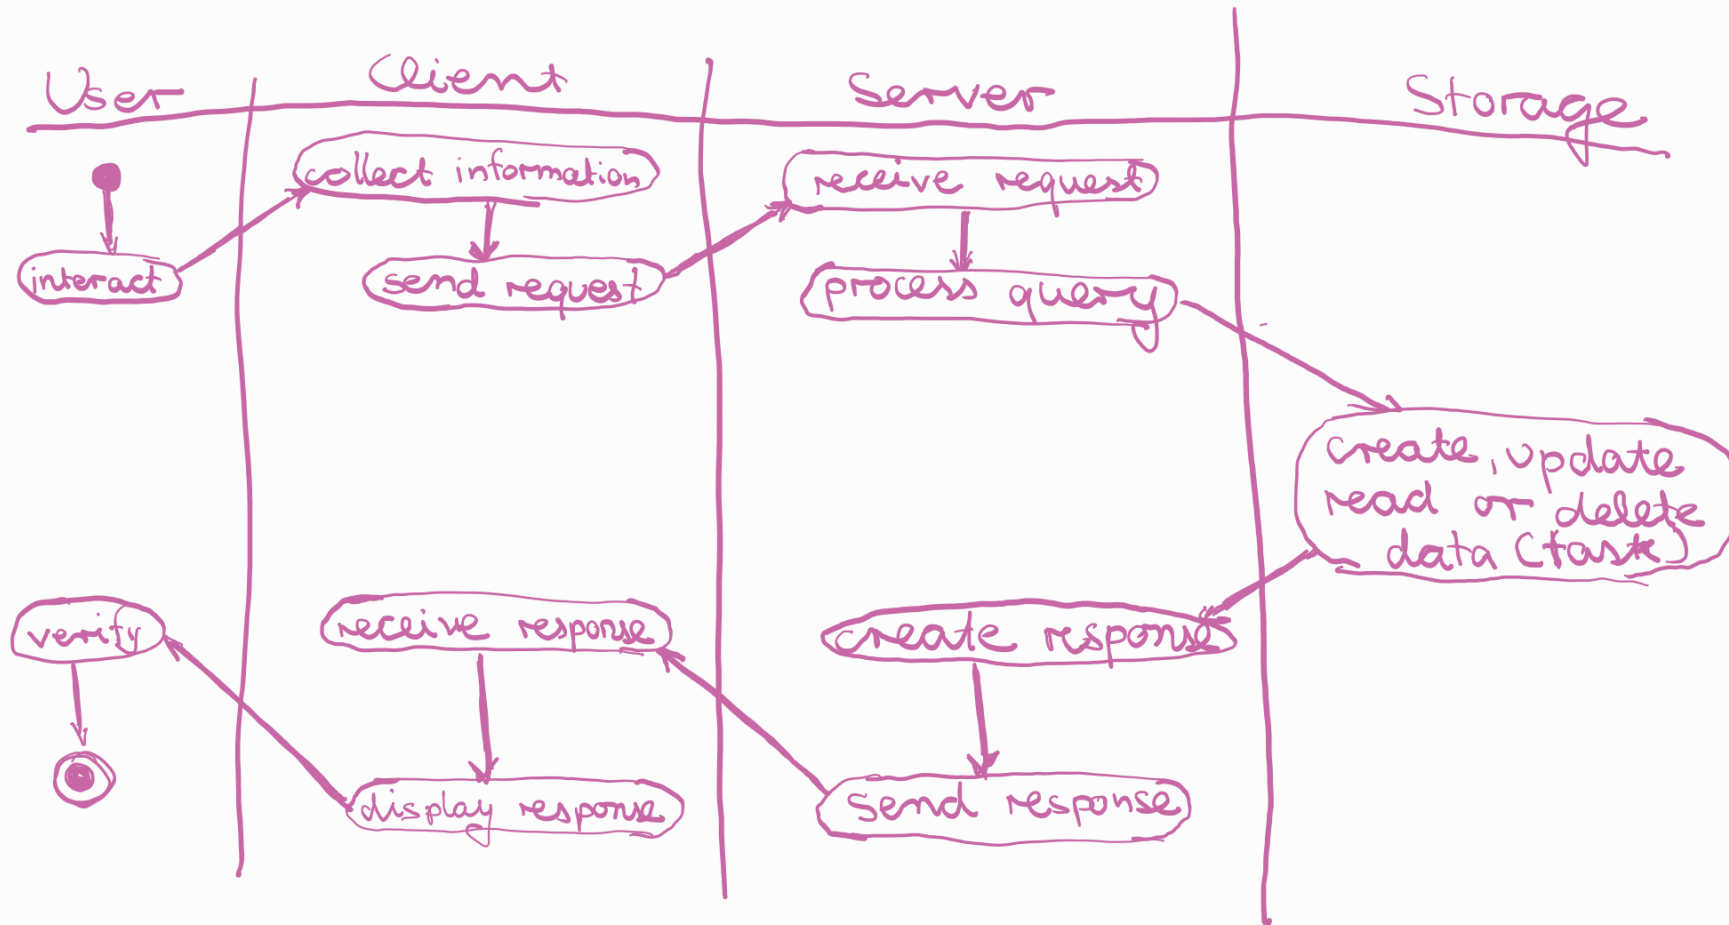 User
Client
Server
Storage
collect information
receive request
interact
send request
process query
create, update
read or delete
data (task)
verify
receive response
create response
display response
Send response